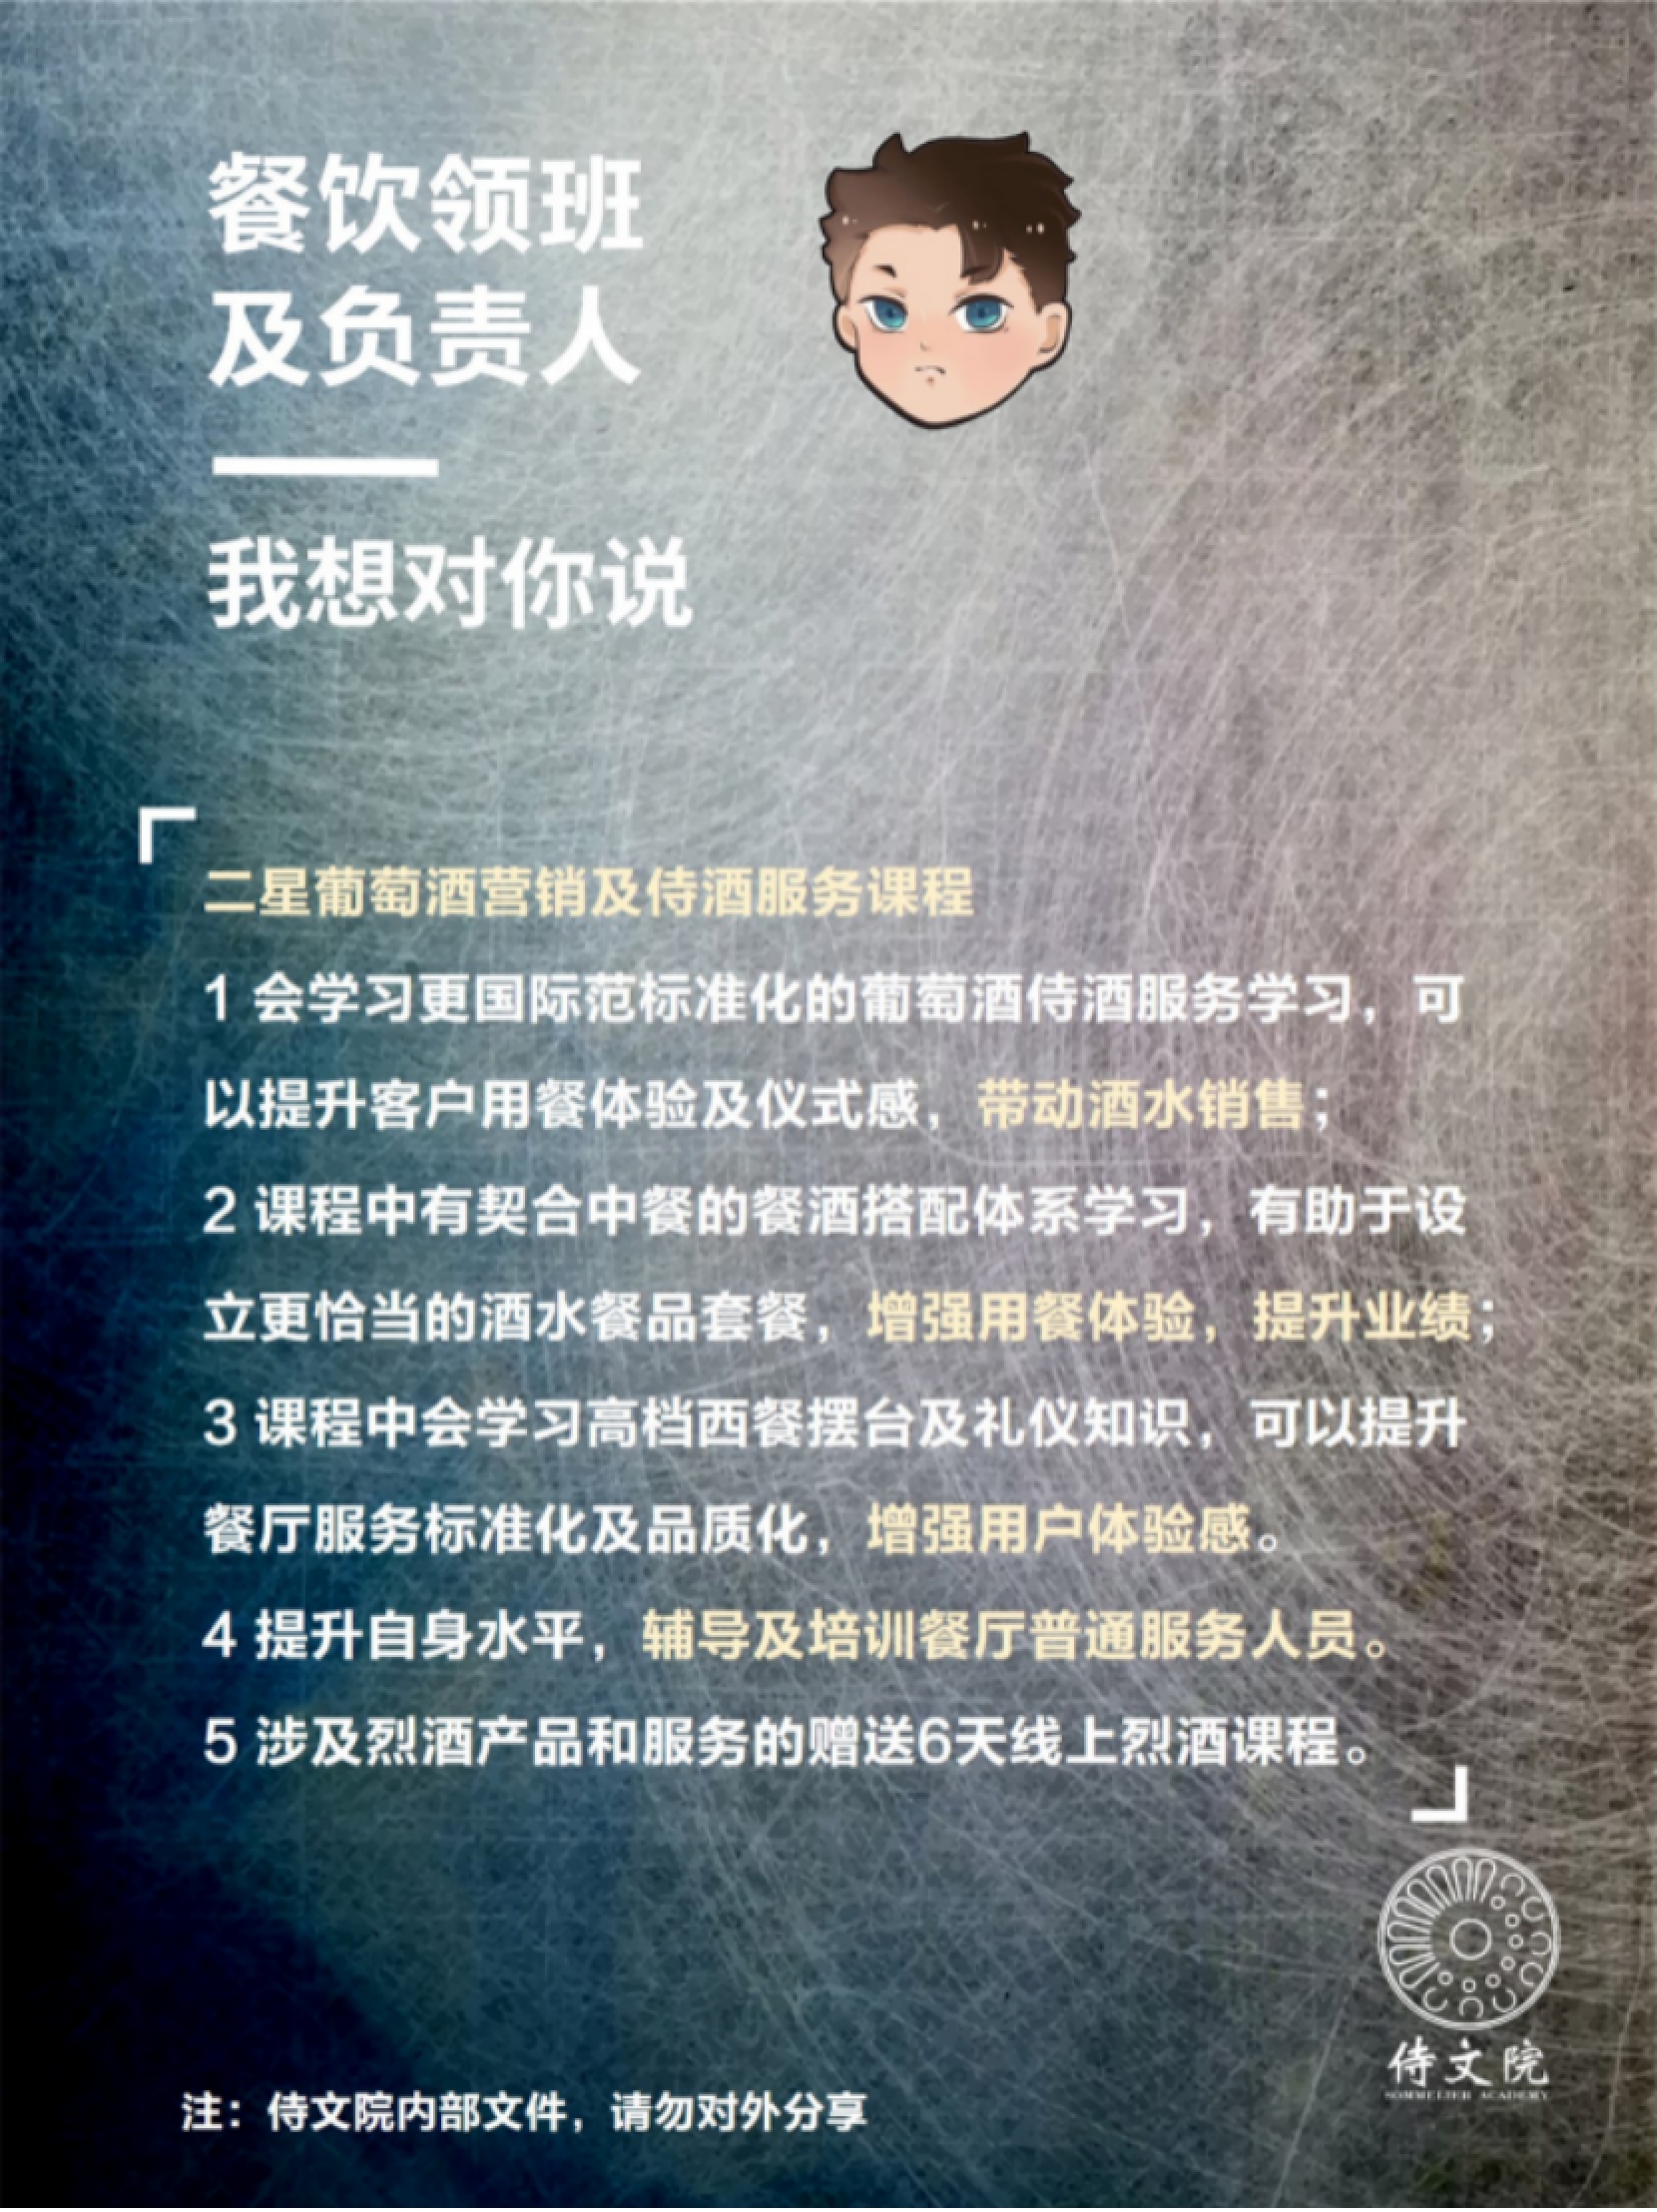 餐饮领班
及负责人
我想对你说
二星葡萄酒营销及侍酒服务课程
1 会学习更国际范标准化的葡萄酒侍酒服务学习，可
以提升客户用餐体验及仪式感，带动酒水销售；
2 课程中有契合中餐的餐酒搭配体系学习，有助于设
立更恰当的酒水餐品套餐，增强用餐体验，提升业绩；
3 课程中会学习高档西餐摆台及礼仪知识，可以提升
餐厅服务标准化及品质化，增强用户体验感。
4 提升自身水平，辅导及培训餐厅普通服务人员。
5 涉及烈酒产品和服务的赠送6天线上烈酒课程。
侍文院
SOMMELIER ACADEMY
注：侍文院内部文件，请勿对外分享